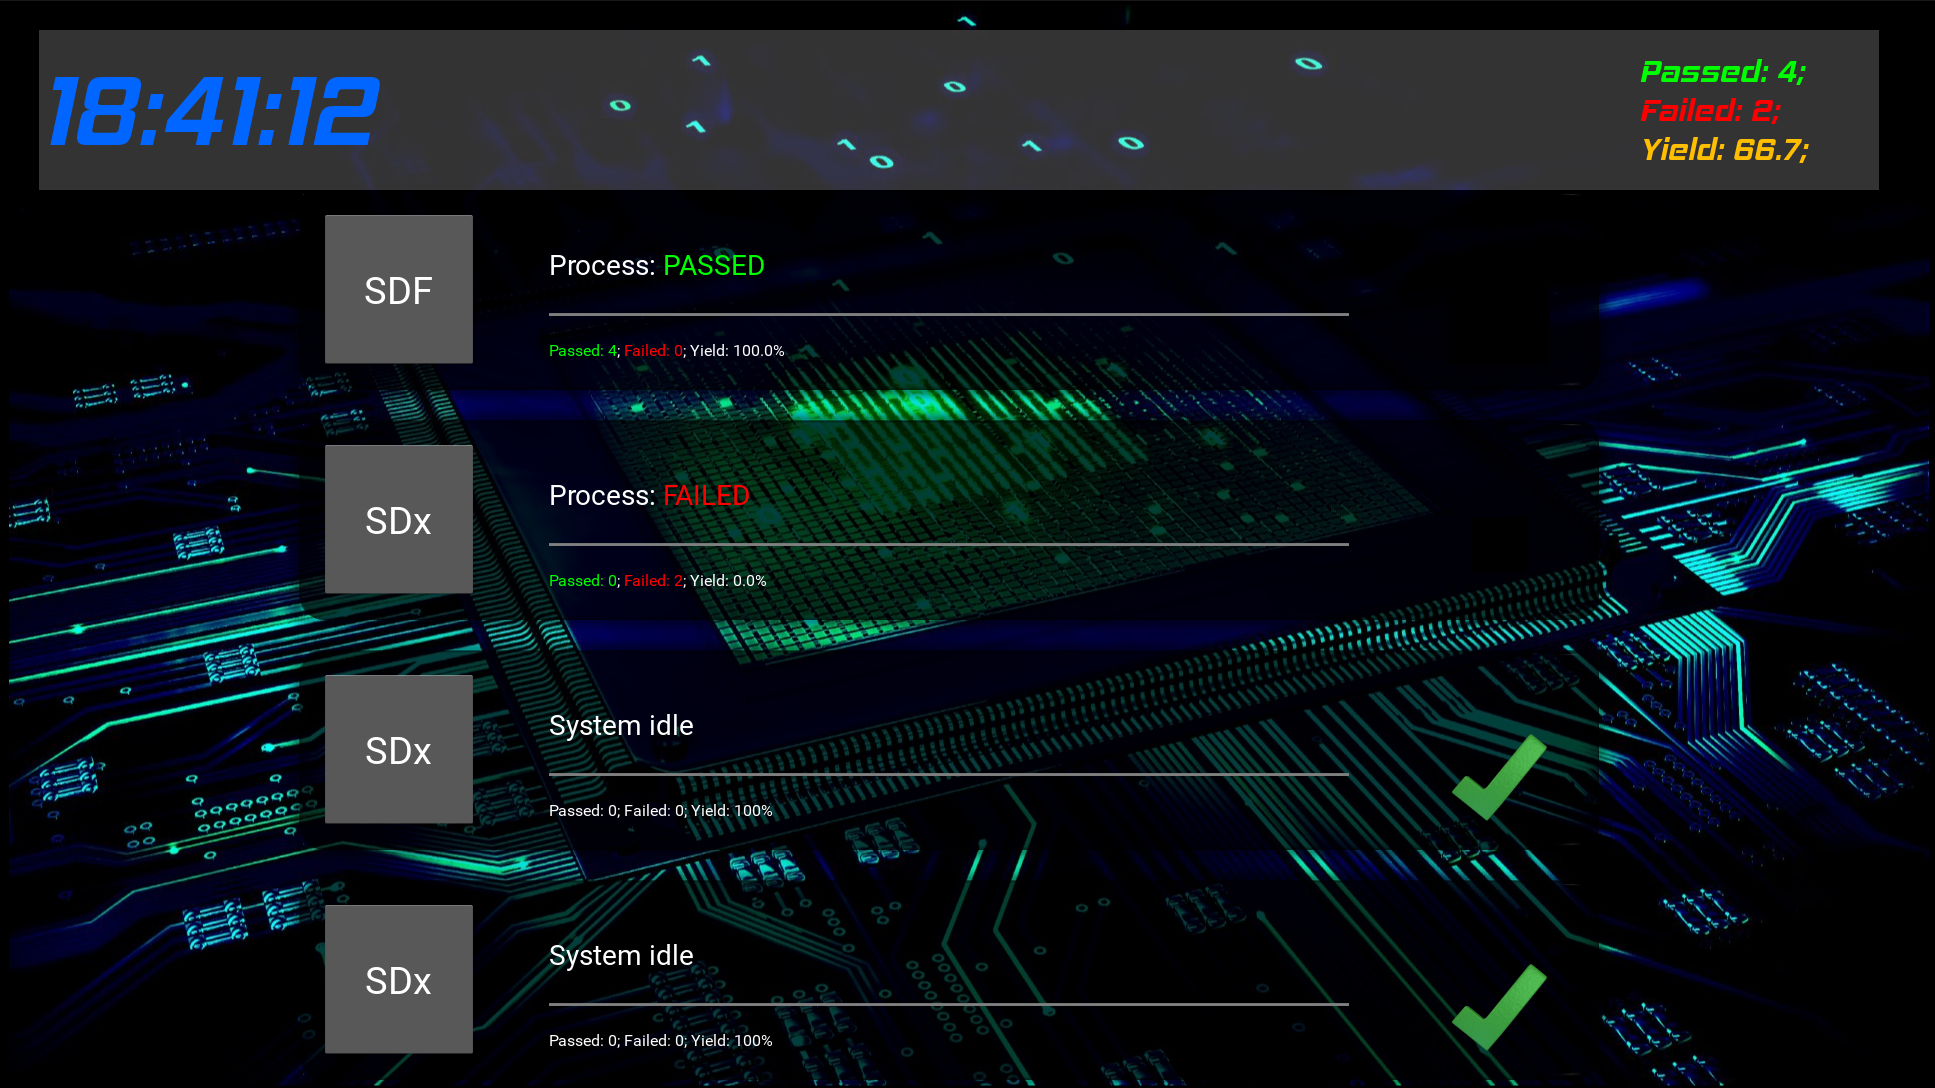 18:41:12
Passed: 4;
Failed: 2;
Yield: 66.7;
SDF
Process: PASSED
Passed: 4; Failed: 0; Yield: 100.0%
SDx
Process: FAILED
Passed: 0; Failed: 2; Yield: 0.0%
SDx
System idle
Passed: 0; Failed: 0; Yield: 100%
SDx
System idle
Passed: 0; Failed: 0; Yield: 100%